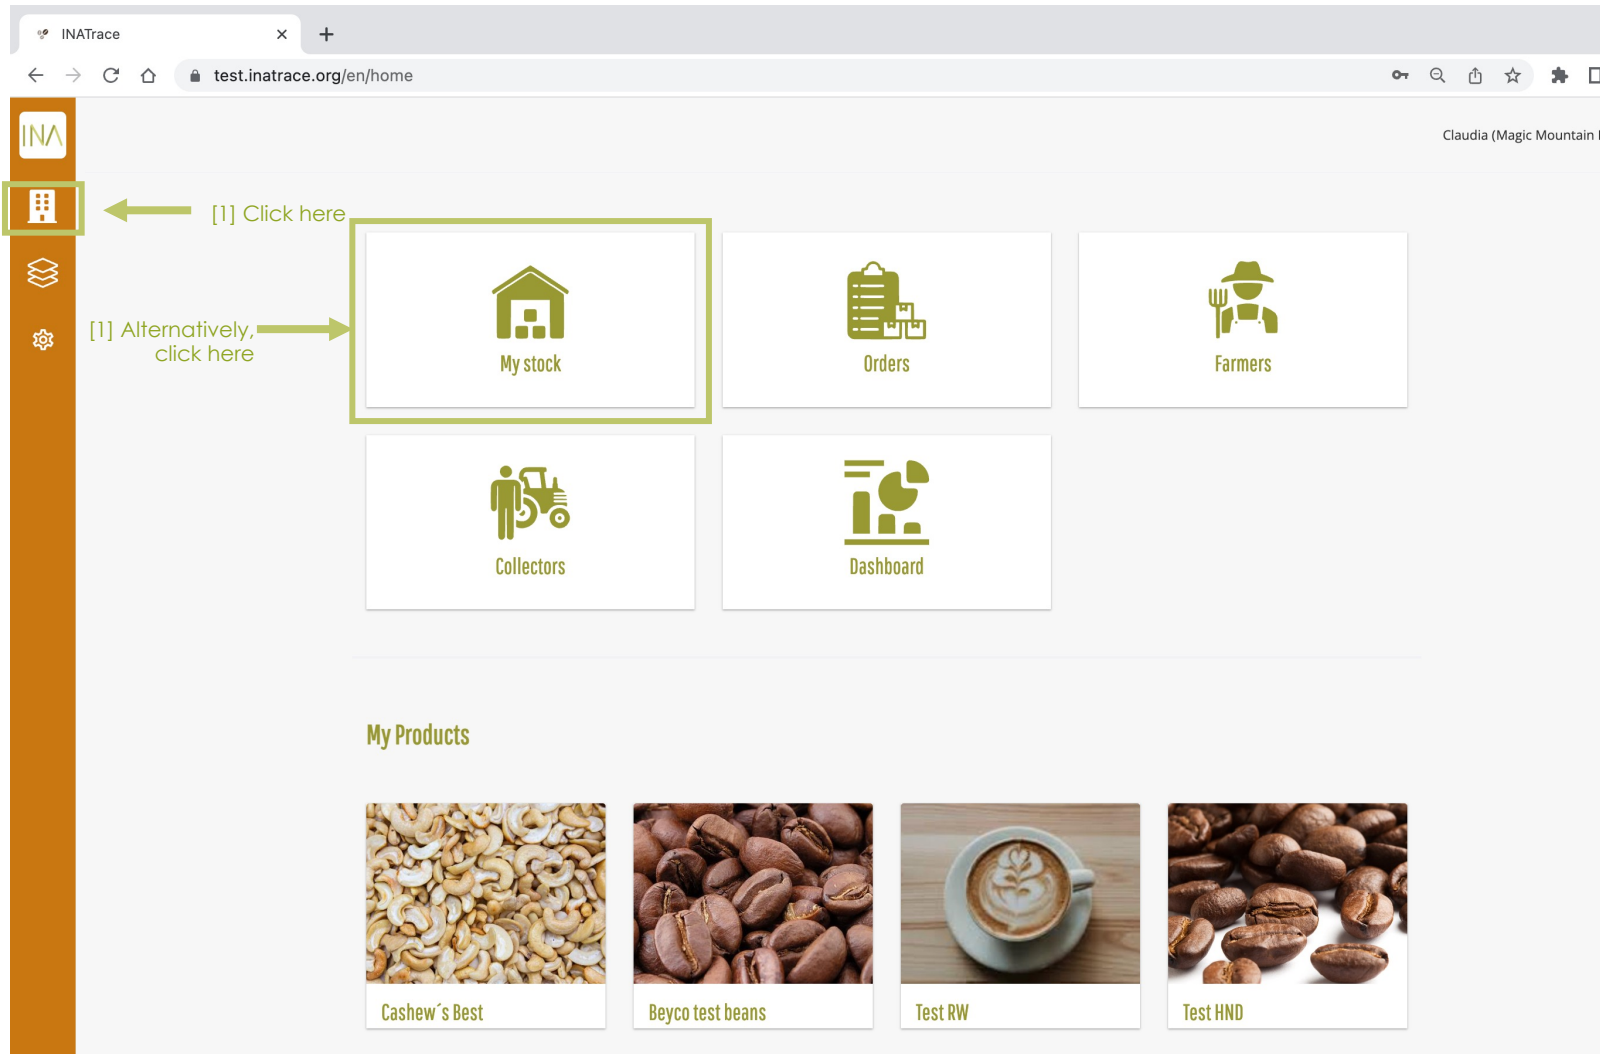 INATrace
test.inatrace.org/en/home
INA
Claudia (Magic Mountain
[1] Click here
[1] Alternatively,
click here
My stock
Orders
Farmers
Collectors
Dashboard
My Products
Cashew´s Best
Beyco test beans
Test RW
Test HND